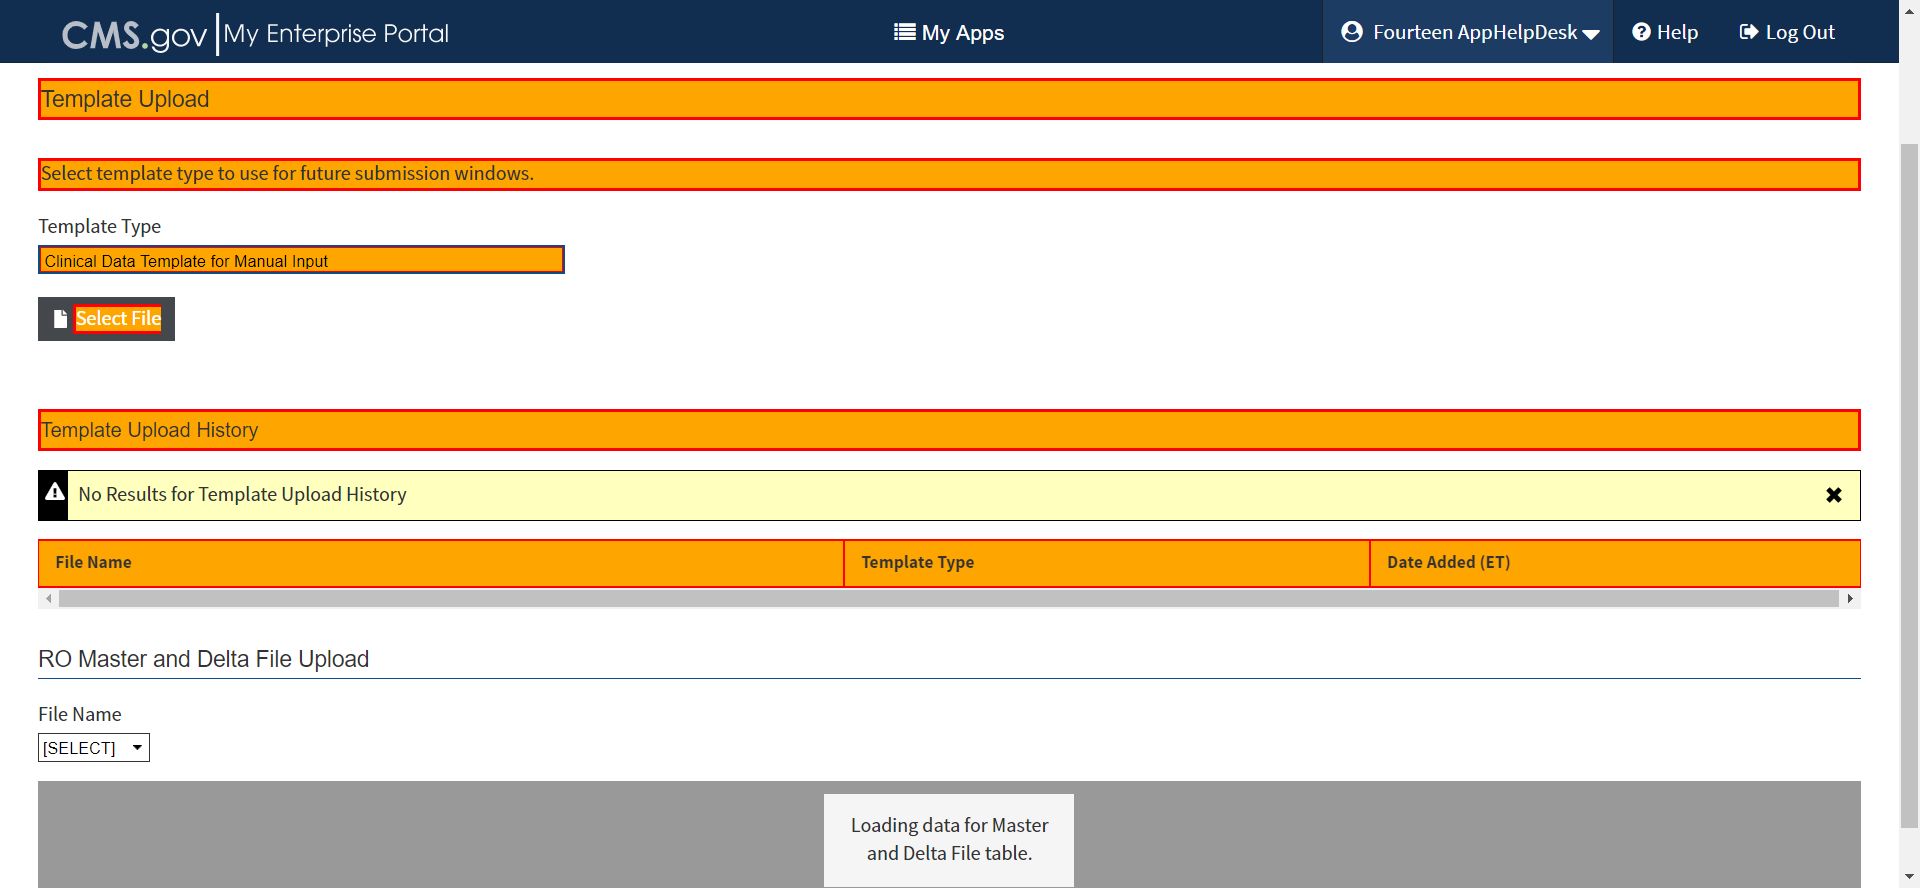 CMS.gov My Enterprise Portal
My Apps
Fourteen AppHelpDesk
Help
Log Out
Template Upload
Select template type to use for future submission windows.
Template Type
Clinical Data Template for Manual Input
Select File
Template Upload History
No Results for Template Upload History
File Name
Template Type
Date Added (ET)
RO Master and Delta File Upload
File Name
[SELECT]
Loading data for Master
and Delta File table.